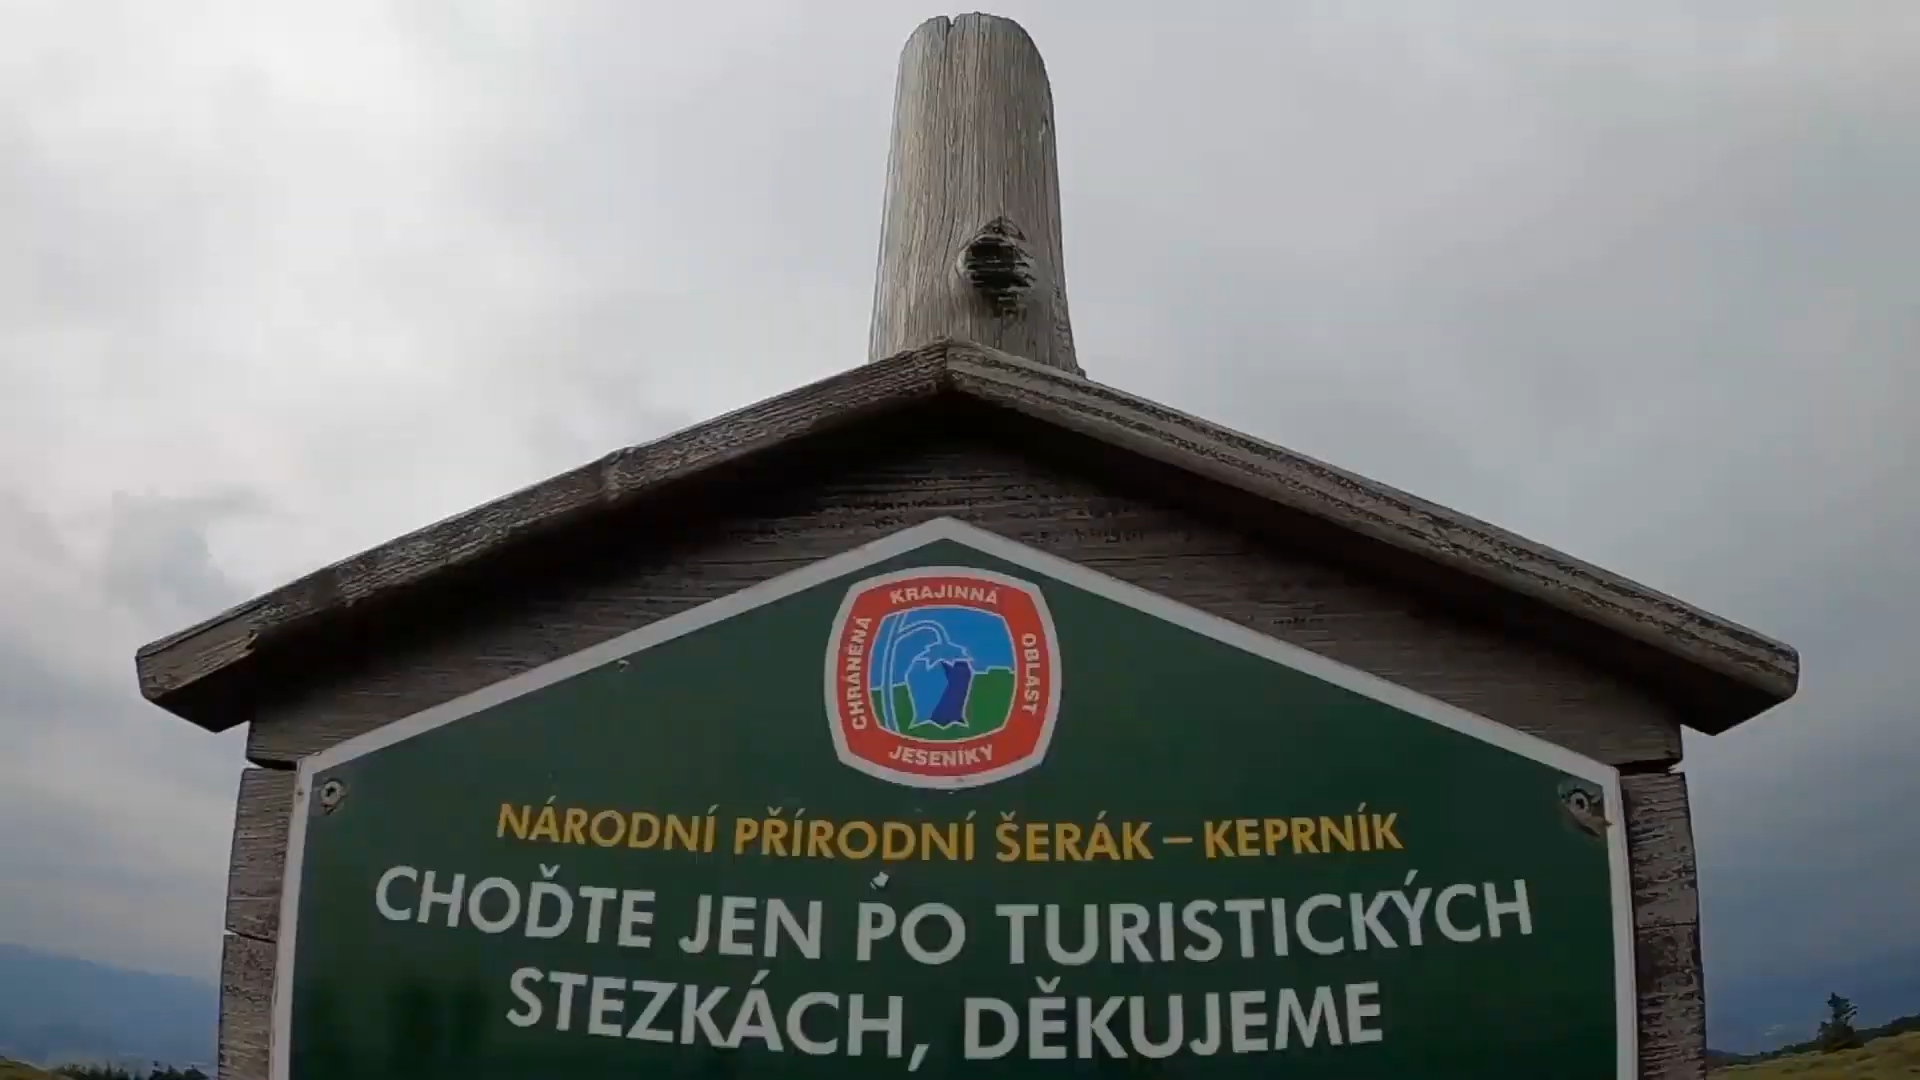 KRAJINNÁ
CHRÁNĚNÁ
OBLAST
JESENÍKY
NÁRODNÍ PŘÍRODNÍ ŠERÁK – KEPRNÍK
CHOĎTE JEN PO TURISTICKÝCH
STEZKÁCH, DĚKUJEME